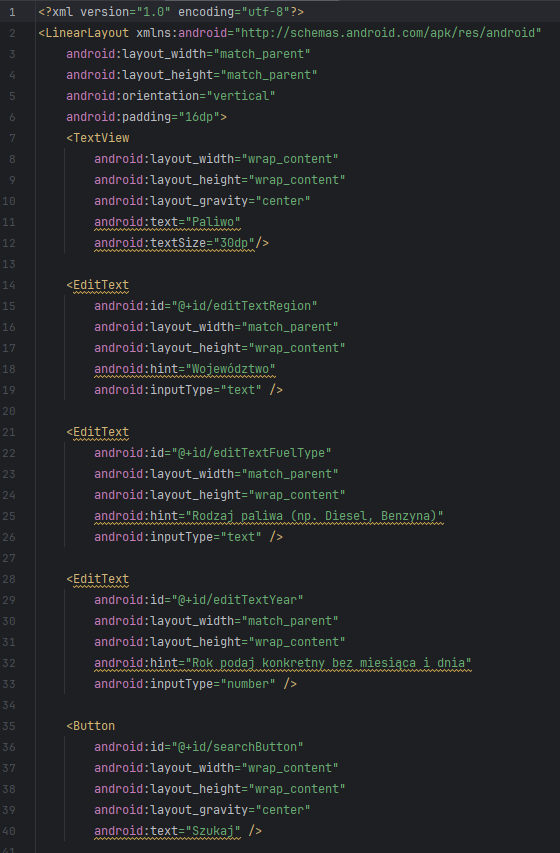 1 <?xml version="1.0" encoding="utf-8"?>
2 <LinearLayout xmlns:android="http://schemas.android.com/apk/res/android"
3     android:layout_width="match_parent"
4     android:layout_height="match_parent"
5     android:orientation="vertical"
6     android:padding="16dp">
7     <TextView
8         android:layout_width="wrap_content"
9         android:layout_height="wrap_content"
10         android:layout_gravity="center"
11         android:text="Paliwo"
12         android:textSize="30dp"/>
13
14     <EditText
15         android:id="@+id/editTextRegion"
16         android:layout_width="match_parent"
17         android:layout_height="wrap_content"
18         android:hint="Województwo"
19         android:inputType="text" />
20
21     <EditText
22         android:id="@+id/editTextFuelType"
23         android:layout_width="match_parent"
24         android:layout_height="wrap_content"
25         android:hint="Rodzaj paliwa (np. Diesel, Benzyna)"
26         android:inputType="text" />
27
28     <EditText
29         android:id="@+id/editTextYear"
30         android:layout_width="match_parent"
31         android:layout_height="wrap_content"
32         android:hint="Rok podaj konkretny bez miesiąca i dnia"
33         android:inputType="number" />
34
35     <Button
36         android:id="@+id/searchButton"
37         android:layout_width="wrap_content"
38         android:layout_height="wrap_content"
39         android:layout_gravity="center"
40         android:text="Szukaj" />
41